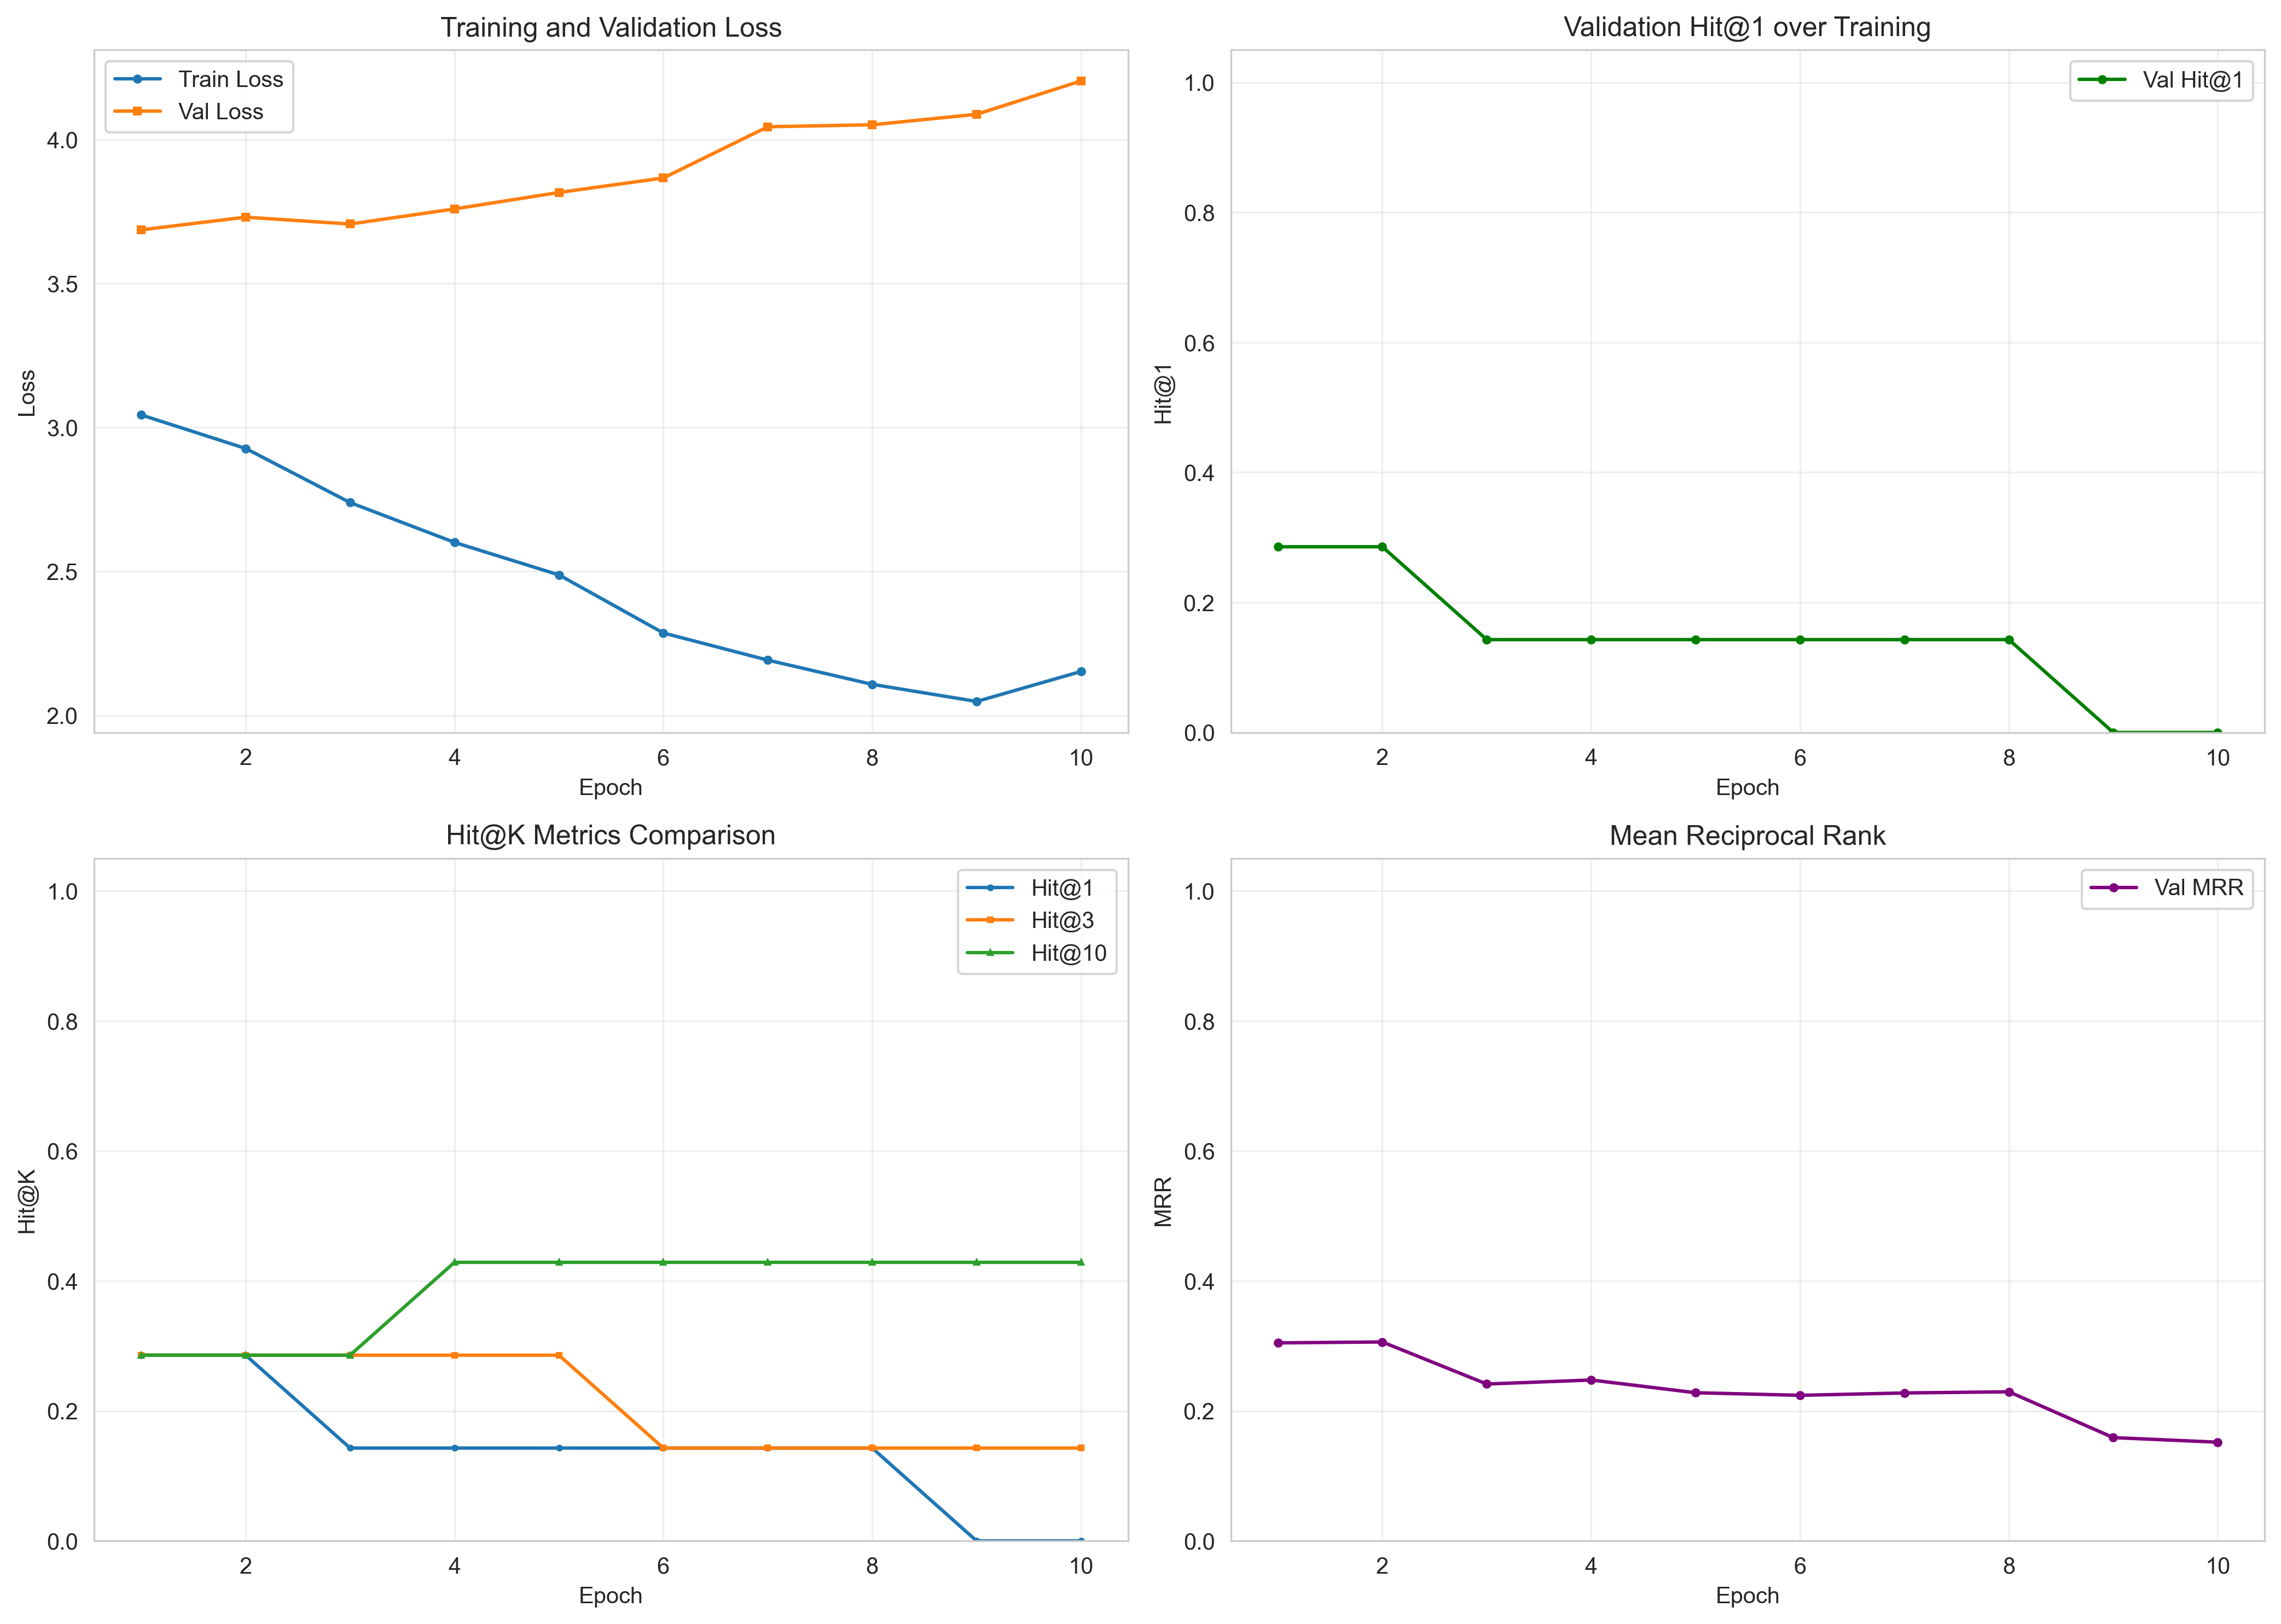 Training and Validation Loss
Train Loss
Val Loss
4.0
3.5
3.0
2.5
2.0
Loss
2 4 6 8 10
Epoch
Validation Hit@1 over Training
Val Hit@1
1.0
0.8
0.6
0.4
0.2
0.0
Hit@1
2 4 6 8 10
Epoch
Hit@K Metrics Comparison
Hit@1
Hit@3
Hit@10
1.0
0.8
0.6
0.4
0.2
0.0
Hit@K
2 4 6 8 10
Epoch
Mean Reciprocal Rank
Val MRR
1.0
0.8
0.6
0.4
0.2
0.0
MRR
2 4 6 8 10
Epoch